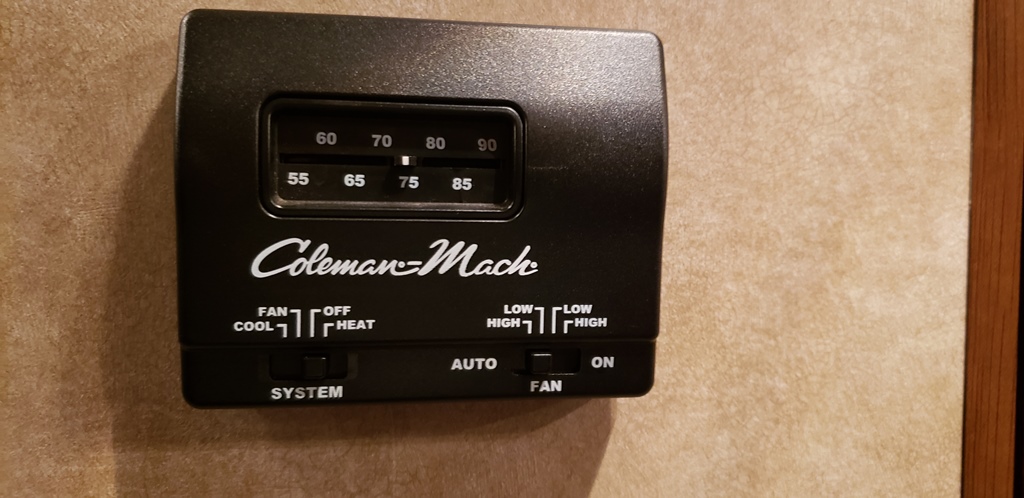 60 70 80 90
55 65 75 85
Coleman-Mach
FAN OFF
COOL HEAT
LOW LOW
HIGH HIGH
AUTO ON
SYSTEM FAN